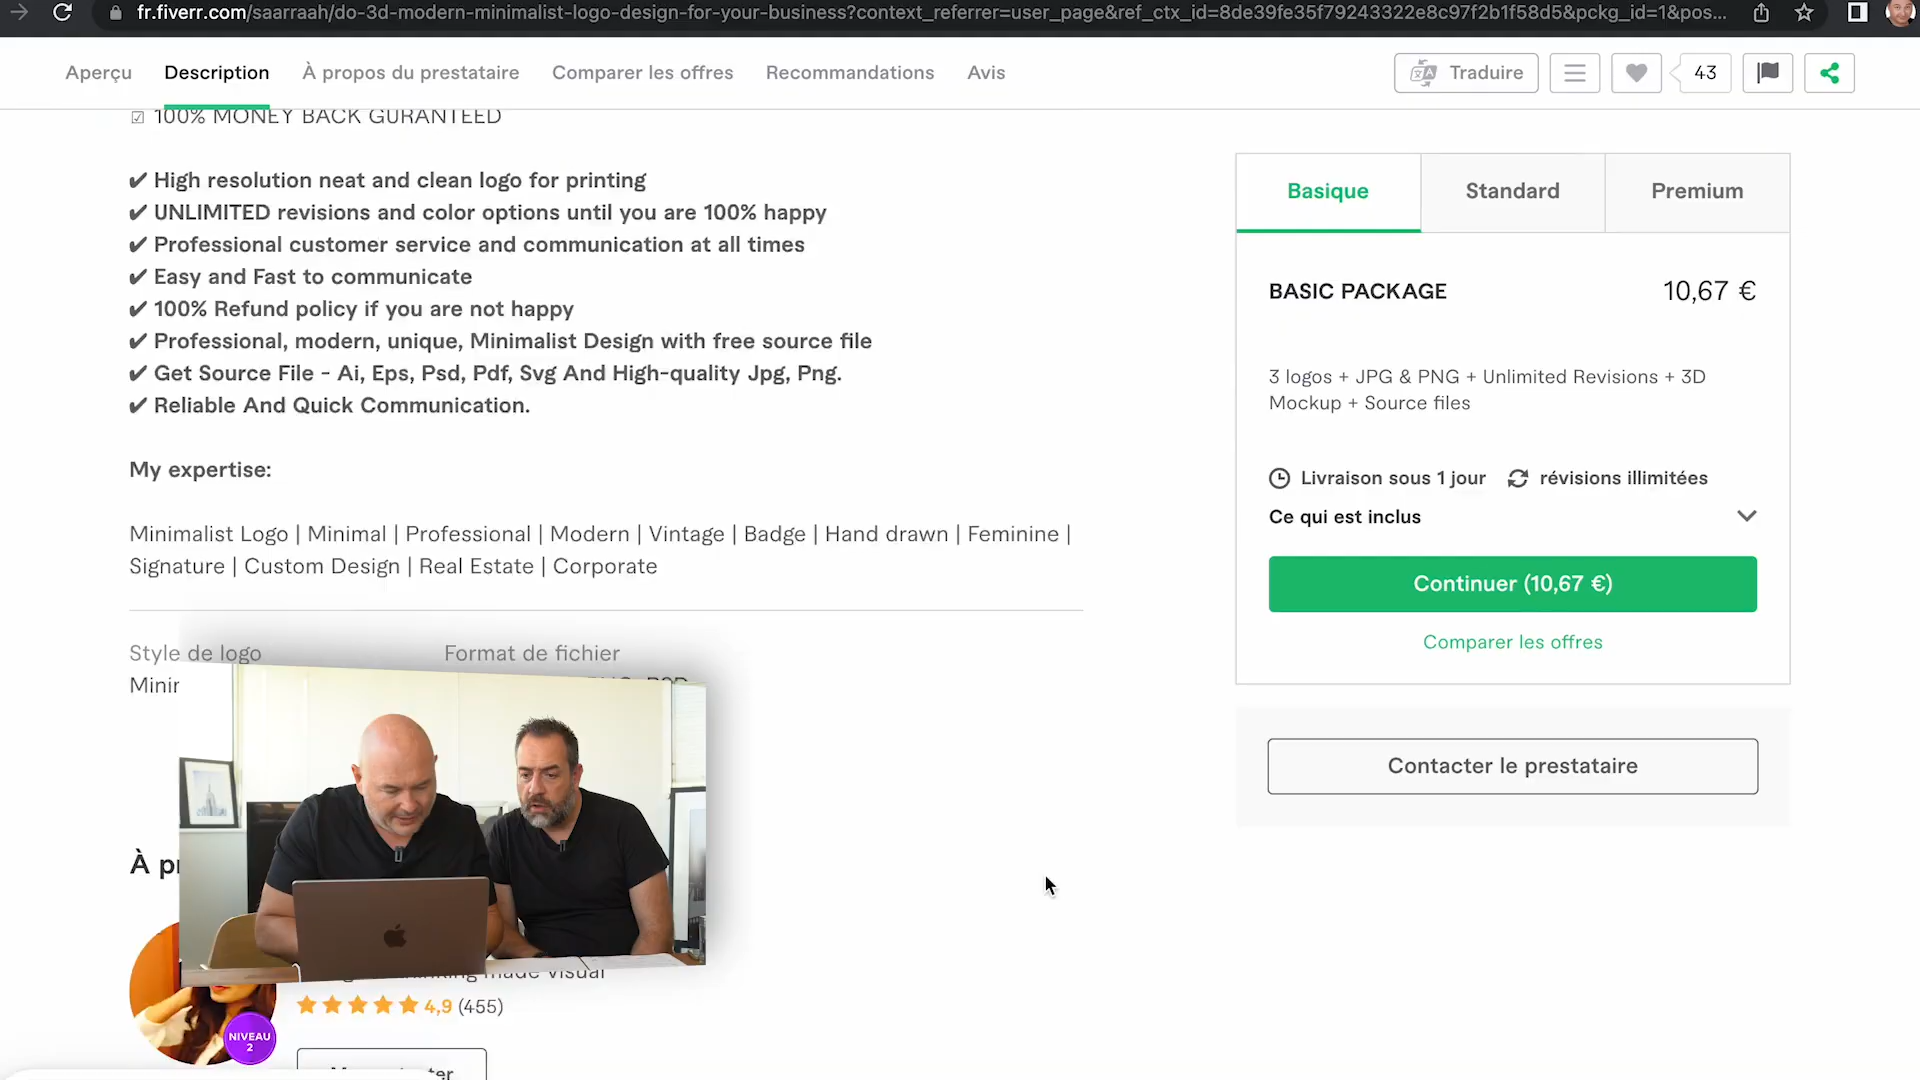 fr.fiverr.com/saarraah/do-3d-modern-minimalist-logo-design-for-your-business?context_referrer=user_page&ref_ctx_id=8de39fe35f79243322e8c97f2b1f58d5&pckg_id=1&pos...
Aperçu Description À propos du prestataire Comparer les offres Recommandations Avis Traduire 43
☑ 100% MONEY BACK GURANTEED
✔ High resolution neat and clean logo for printing
✔ UNLIMITED revisions and color options until you are 100% happy
✔ Professional customer service and communication at all times
✔ Easy and Fast to communicate
✔ 100% Refund policy if you are not happy
✔ Professional, modern, unique, Minimalist Design with free source file
✔ Get Source File - Ai, Eps, Psd, Pdf, Svg And High-quality Jpg, Png.
✔ Reliable And Quick Communication.
My expertise:
Minimalist Logo | Minimal | Professional | Modern | Vintage | Badge | Hand drawn | Feminine |
Signature | Custom Design | Real Estate | Corporate
Style de logo Format de fichier
À
made visual
4,9 (455)
NIVEAU
2
Basique Standard Premium
BASIC PACKAGE 10,67 €
3 logos + JPG & PNG + Unlimited Revisions + 3D
Mockup + Source files
Livraison sous 1 jour révisions illimitées
Ce qui est inclus
Continuer (10,67 €)
Comparer les offres
Contacter le prestataire